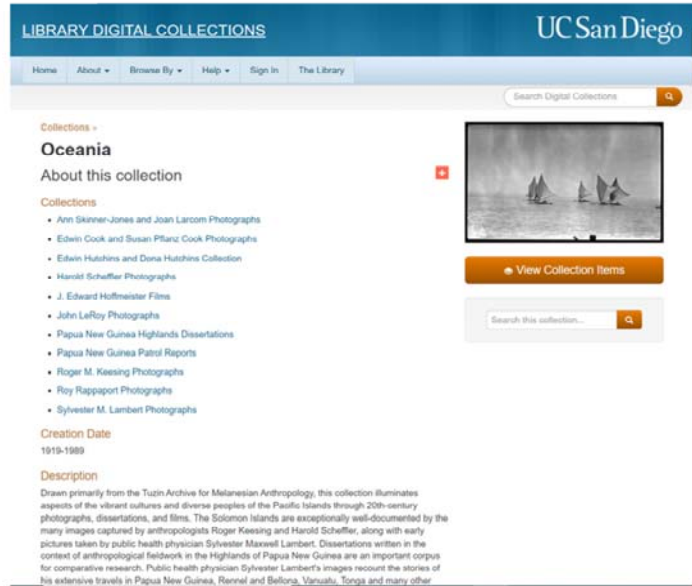 LIBRARY DIGITAL COLLECTIONS
UC San Diego
Home About Browse By Help Sign In The Library
Search Digital Collections
Collections »
Oceania
About this collection
Collections
Ann Skinner-Jones and Joan Larcom Photographs
Edwin Cook and Susan Pflanz Cook Photographs
Edwin Hutchins and Dona Hutchins Collection
Harold Scheffler Photographs
J. Edward Hoffmeister Films
John LeRoy Photographs
Papua New Guinea Highlands Dissertations
Papua New Guinea Patrol Reports
Roger M. Keesing Photographs
Roy Rappaport Photographs
Sylvester M. Lambert Photographs
Creation Date
1919-1989
Description
Drawn primarily from the Tuzin Archive for Melanesian Anthropology, this collection illuminates
aspects of the vibrant cultures and diverse peoples of the Pacific Islands through 20th-century
photographs, dissertations, and films. The Solomon Islands are exceptionally well-documented by the
many images captured by anthropologists Roger Keesing and Harold Scheffler, along with early
pictures taken by public health physician Sylvester Maxwell Lambert. Dissertations written in the
context of anthropological fieldwork in the Highlands of Papua New Guinea are an important corpus
for comparative research. Public health physician Sylvester Lambert's images recount the stories of
his extensive travels in Papua New Guinea, Rennel and Bellona, Vanuatu, Tonga and many other
View Collection Items
Search this collection...